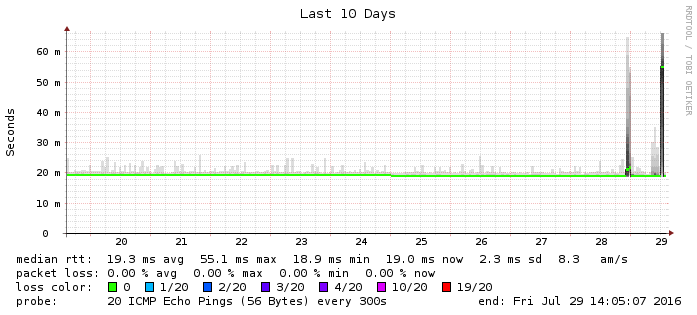 Last 10 Days
RRDTOOL / TOBI OETIKER
Seconds
60 m
50 m
40 m
30 m
20 m
10 m
0
20 21 22 23 24 25 26 27 28 29
median rtt: 19.3 ms avg 55.1 ms max 18.9 ms min 19.0 ms now 2.3 ms sd 8.3 am/s
packet loss: 0.00 % avg 0.00 % max 0.00 % min 0.00 % now
loss color: 0 1/20 2/20 3/20 4/20 10/20 19/20
probe: 20 ICMP Echo Pings (56 Bytes) every 300s end: Fri Jul 29 14:05:07 2016